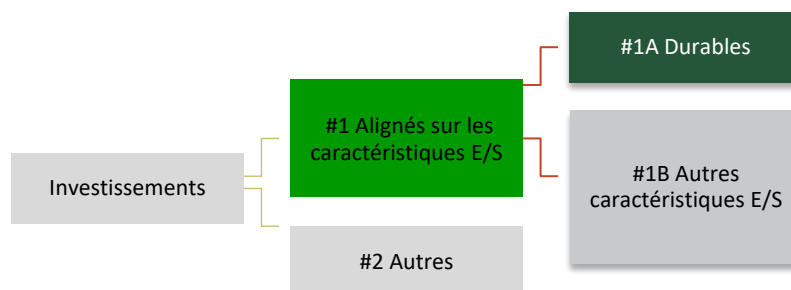 #1A Durables
#1 Alignés sur les
caractéristiques E/S
#1B Autres
caractéristiques E/S
Investissements
#2 Autres